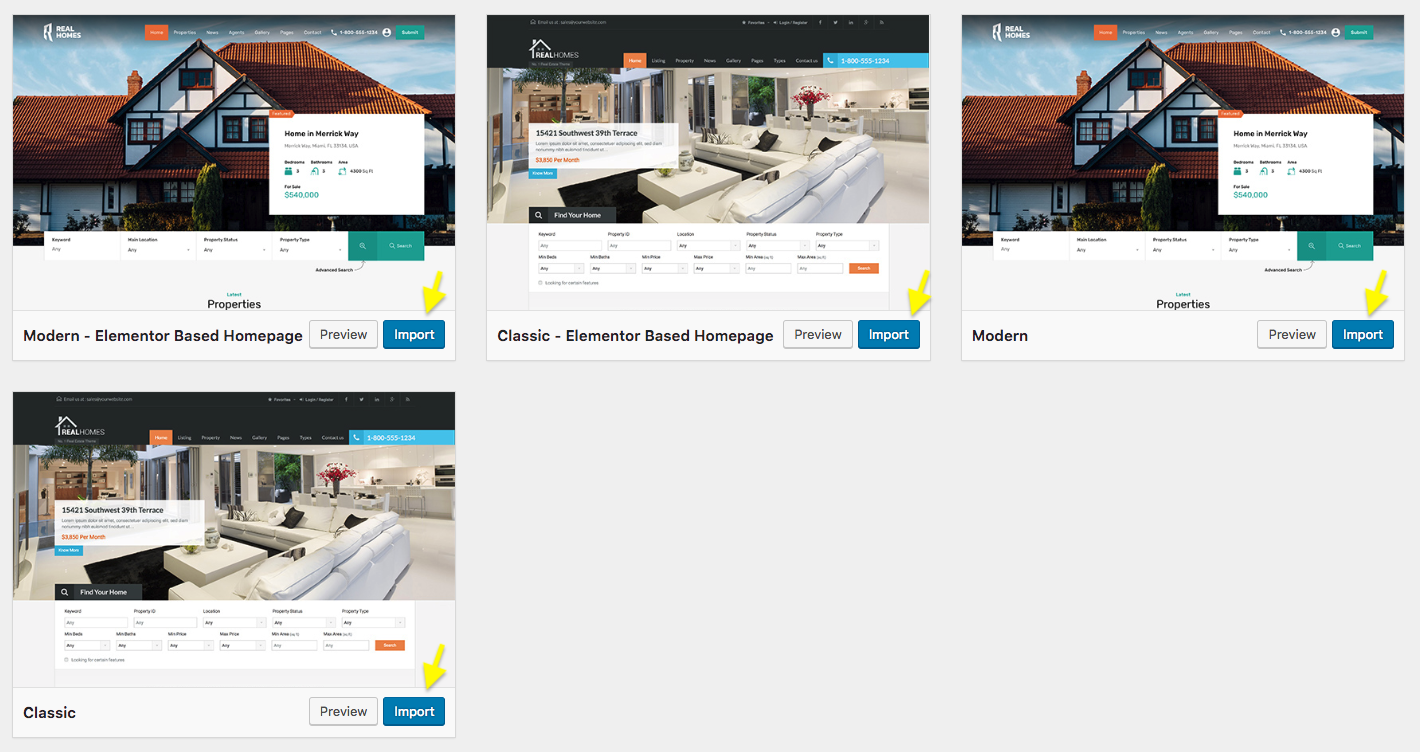 REAL
HOMES
Home Properties News Agents Gallery Pages Contact 1-800-555-1234 Submit
Featured
Home in Merrick Way
Merrick Way, Miami, FL 33134, USA
Bedrooms Bathrooms Area
3 3 4300 Sq Ft
For Sale
$540,000
Keyword Main Location Property Status Property Type
Any Any Any Any Search
Advanced Search
Latest
Properties
Modern - Elementor Based Homepage Preview Import
Email us at : sales@yourwebsite.com Favorites Login / Register
REALHOMES
No. 1 Real Estate Theme
Home Listing Property News Gallery Pages Types Contact us 1-800-555-1234
15421 Southwest 39th Terrace
Lorem ipsum dolor sit amet, consectetuer adipiscing elit, sed diam
nonummy nibh euismod tincidunt ut...
$3,850 Per Month
Know More
Find Your Home
Keyword Property ID Location Property Status Property Type
Any Any Any Any Any
Min Beds Min Baths Min Price Max Price Min Area (sq ft) Max Area (sq ft)
Any Any Any Any Any Any Search
Looking for certain features
Classic - Elementor Based Homepage Preview Import
REAL
HOMES
Home Properties News Agents Gallery Pages Contact 1-800-555-1234 Submit
Featured
Home in Merrick Way
Merrick Way, Miami, FL 33134, USA
Bedrooms Bathrooms Area
3 3 4300 Sq Ft
For Sale
$540,000
Keyword Main Location Property Status Property Type
Any Any Any Any Search
Advanced Search
Latest
Properties
Modern Preview Import
Email us at : sales@yourwebsite.com Favorites Login / Register
REALHOMES
No. 1 Real Estate Theme
Home Listing Property News Gallery Pages Types Contact us 1-800-555-1234
15421 Southwest 39th Terrace
Lorem ipsum dolor sit amet, consectetuer adipiscing elit, sed diam
nonummy nibh euismod tincidunt ut...
$3,850 Per Month
Know More
Find Your Home
Keyword Property ID Location Property Status Property Type
Any Any Any Any Any
Min Beds Min Baths Min Price Max Price Min Area (sq ft) Max Area (sq ft)
Any Any Any Any Any Any Search
Looking for certain features
Classic Preview Import